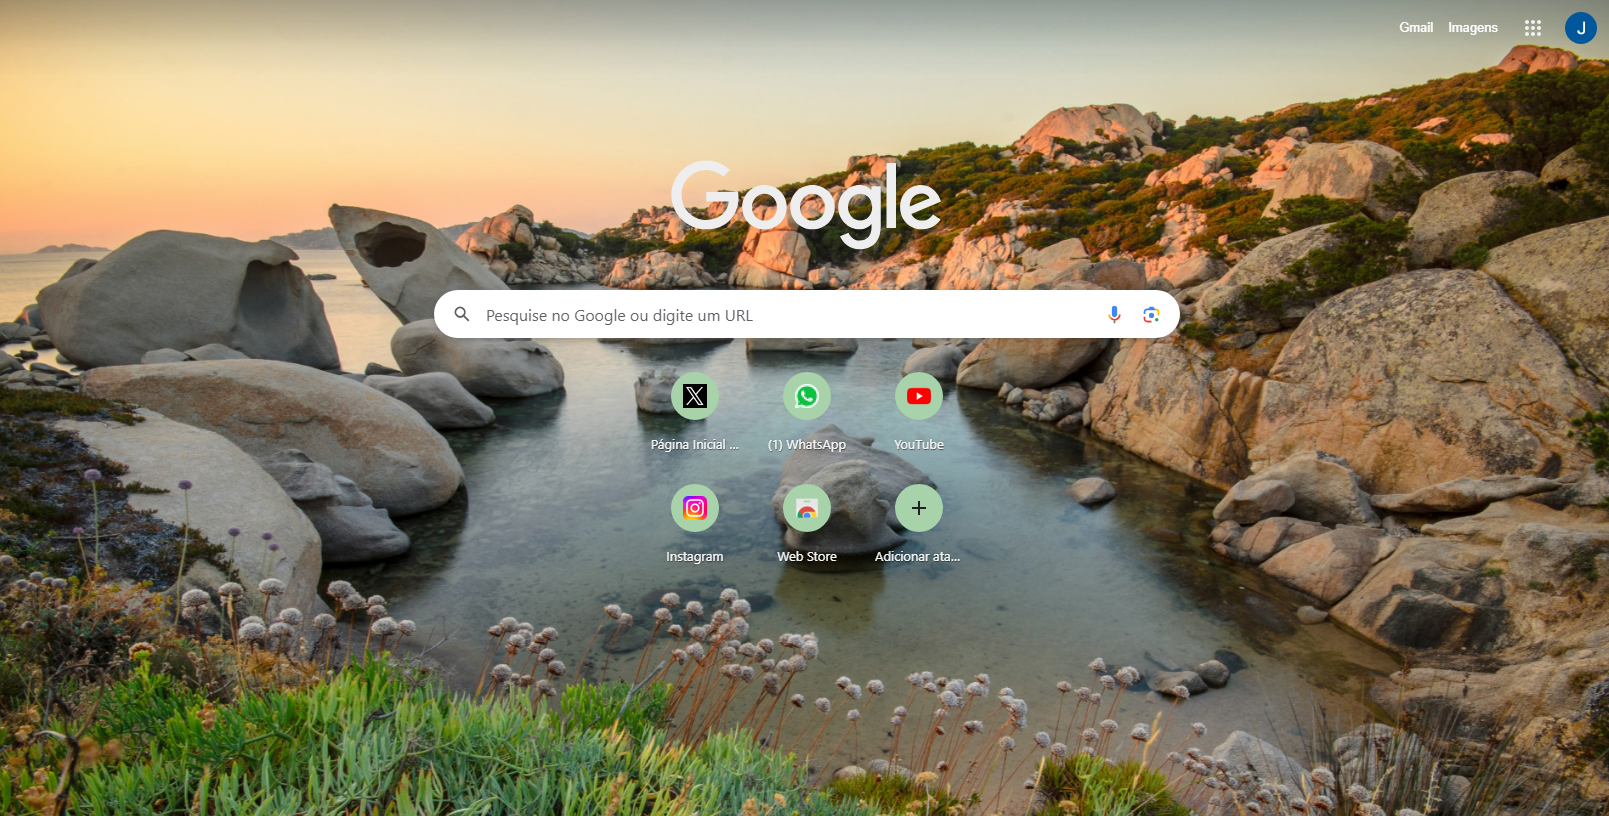 Gmail Imagens
J
Google
Pesquise no Google ou digite um URL
Página Inicial ...
(1) WhatsApp
YouTube
Instagram
Web Store
Adicionar ata...